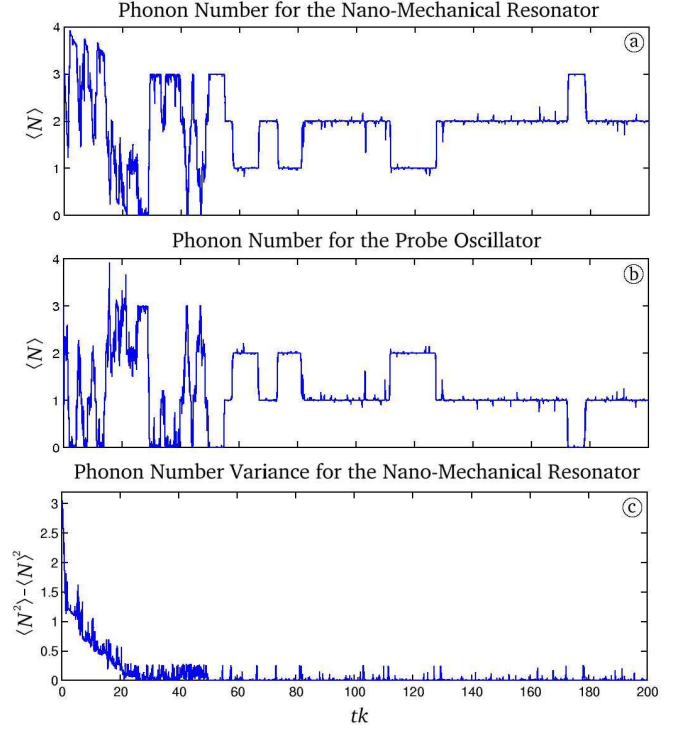 Phonon Number for the Nano-Mechanical Resonator
a
4
3
2
1
0
⟨N⟩
Phonon Number for the Probe Oscillator
b
4
3
2
1
0
⟨N⟩
Phonon Number Variance for the Nano-Mechanical Resonator
c
3
2.5
2
1.5
1
0.5
0
⟨N²⟩-⟨N⟩²
0 20 40 60 80 100 120 140 160 180 200
tk